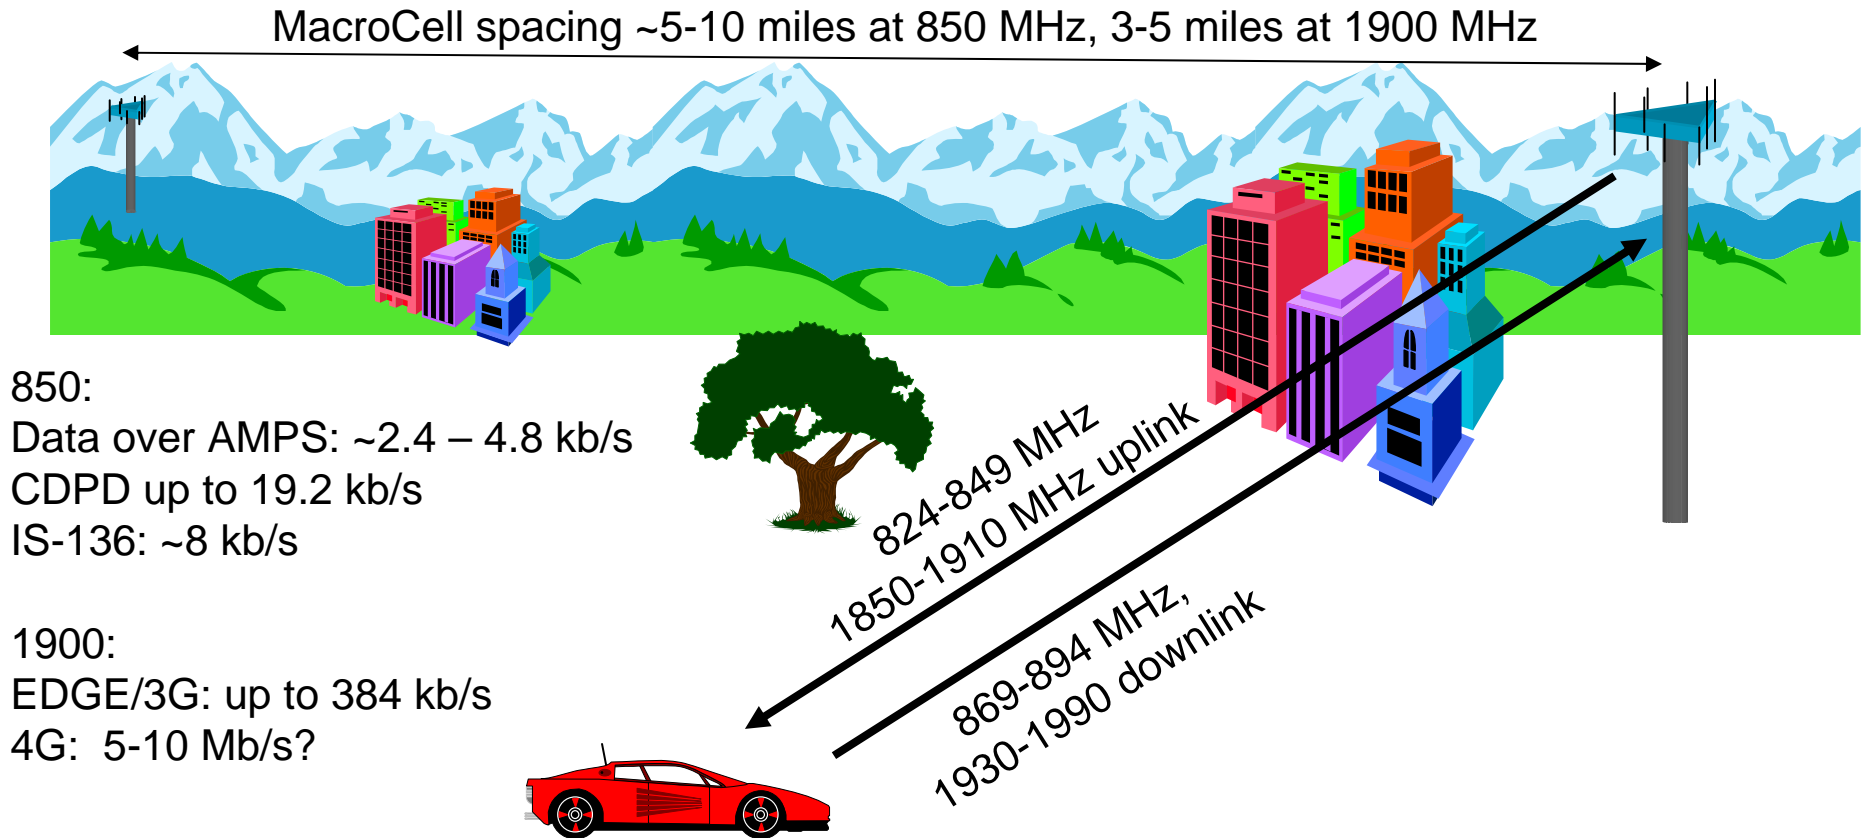 MacroCell spacing ~5-10 miles at 850 MHz, 3-5 miles at 1900 MHz
850:
Data over AMPS: ~2.4 – 4.8 kb/s
CDPD up to 19.2 kb/s
IS-136: ~8 kb/s
1900:
EDGE/3G: up to 384 kb/s
4G: 5-10 Mb/s?
824-849 MHz
1850-1910 MHz uplink
869-894 MHz,
1930-1990 downlink